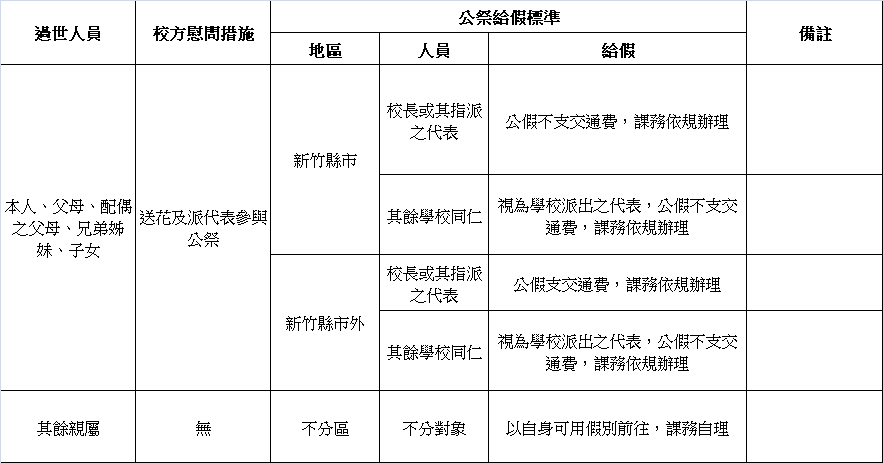 過世人員
校方慰問措施
公祭給假標準
備註
地區
人員
給假
本人、父母、配偶
之父母、兄弟姊
妹、子女
送花及派代表參與
公祭
新竹縣市
校長或其指派
之代表
公假不支交通費，課務依規辦理
其餘學校同仁
視為學校派出之代表，公假不支交
通費，課務依規辦理
新竹縣市外
校長或其指派
之代表
公假支交通費，課務依規辦理
其餘學校同仁
視為學校派出之代表，公假不支交
通費，課務依規辦理
其餘親屬
無
不分區
不分對象
以自身可用假別前往，課務自理